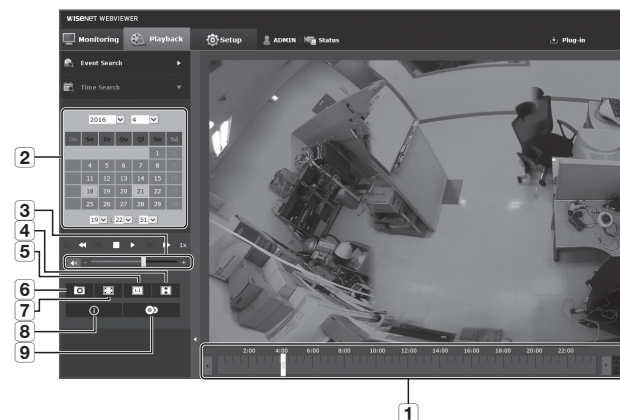 WISENET WEBVIEWER
Monitoring Playback Setup ADMIN Status Plug-in
Event Search
Time Search
2016 4
Do Se Te Qo Qi Se Sá
1
4 5 6 7 8
11 12 13 14 15
18 19 20 21 22
25 26 27 28 29
19 : 22 : 51
1x
- +
1:1
2
3
4
5
6
7
8
9
2:00 4:00 6:00 8:00 10:00 12:00 14:00 16:00 18:00 20:00 22:00
1